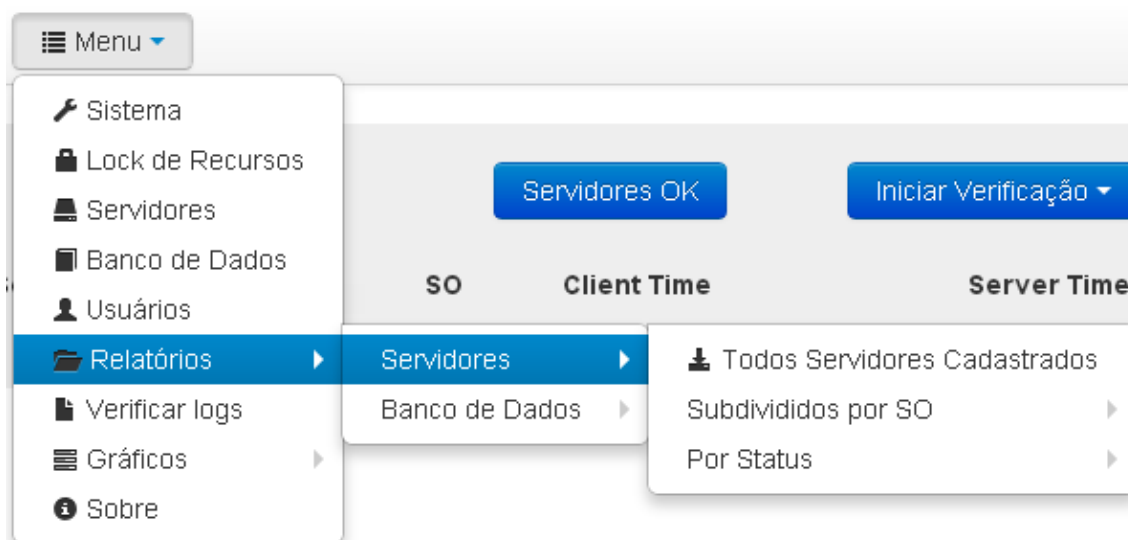 Menu
Sistema
Lock de Recursos
Servidores OK
Iniciar Verificação
Servidores
Banco de Dados
SO
Client Time
Server Time
Usuários
Relatórios
Servidores
Todos Servidores Cadastrados
Verificar logs
Banco de Dados
Subdivididos por SO
Gráficos
Por Status
Sobre